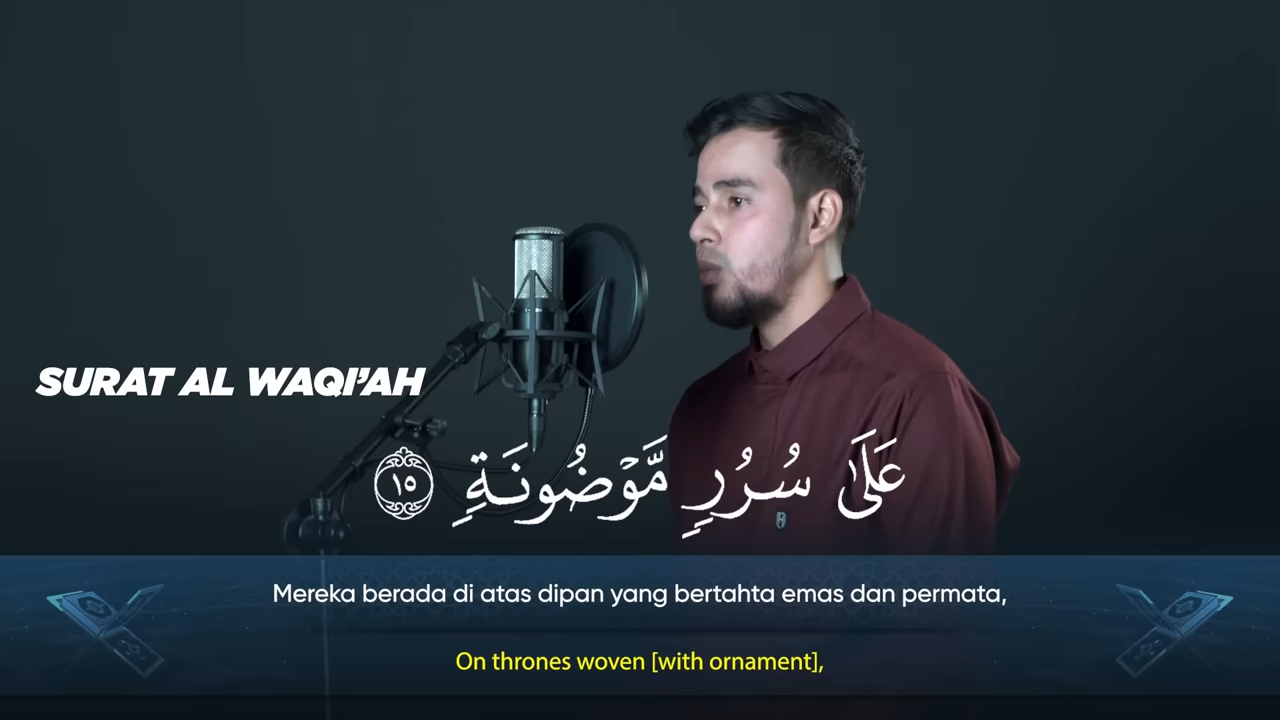 SURAT AL WAQI'AH
عَلَىٰ سُرُرٍ مَّوْضُونَةٍ ١٥
Mereka berada di atas dipan yang bertahta emas dan permata,
On thrones woven [with ornament],